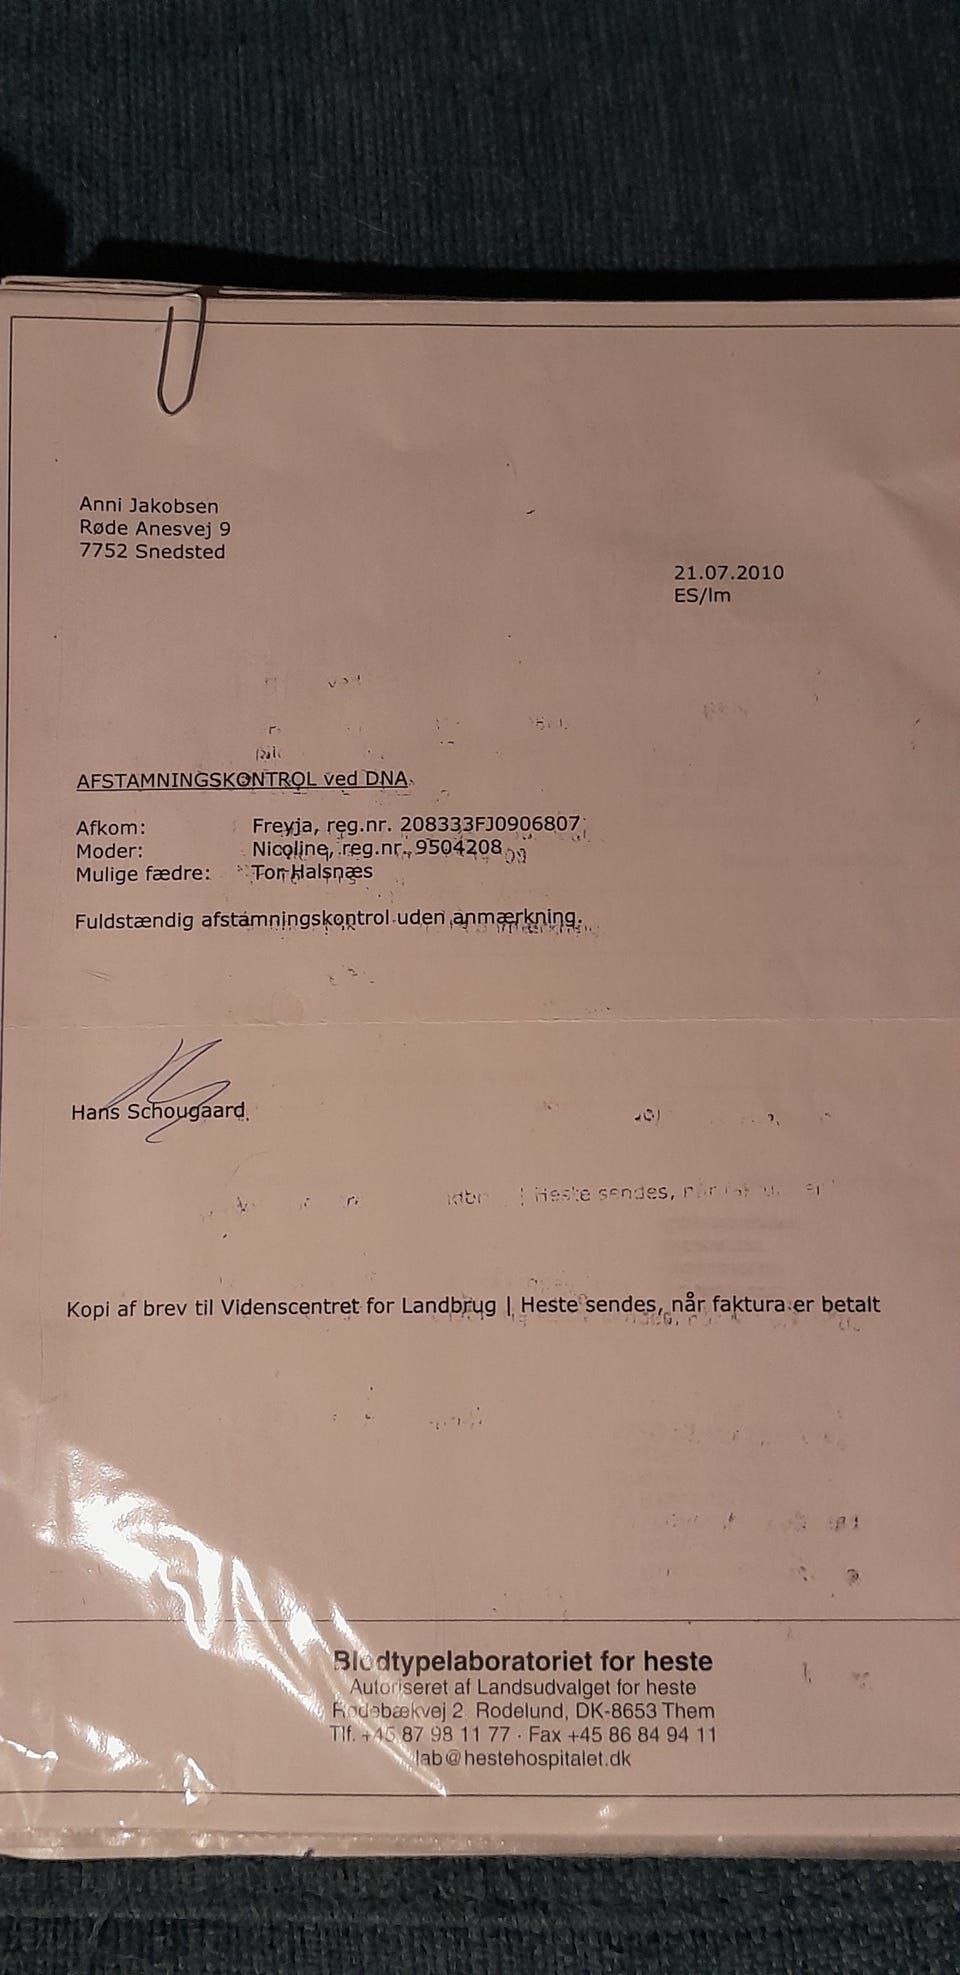 Anni Jakobsen
Røde Anesvej 9
7752 Snedsted
21.07.2010
ES/lm
AFSTAMNINGSKONTROL ved DNA
Afkom: Freyja, reg.nr. 208333FJ0906807
Moder: Nicoline, reg.nr. 9504208
Mulige fædre: Tor Halsnæs
Fuldstændig afstamningskontrol uden anmærkning.
Hans Schougaard
Heste sendes,
Kopi af brev til Videnscentret for Landbrug | Heste sendes, når faktura er betalt
Blodtypelaboratoriet for heste
Autoriseret af Landsudvalget for heste
Rodebækvej 2 Rodelund, DK-8653 Them
Tlf. +45 87 98 11 77 · Fax +45 86 84 94 11
lab@hestehospitalet.dk